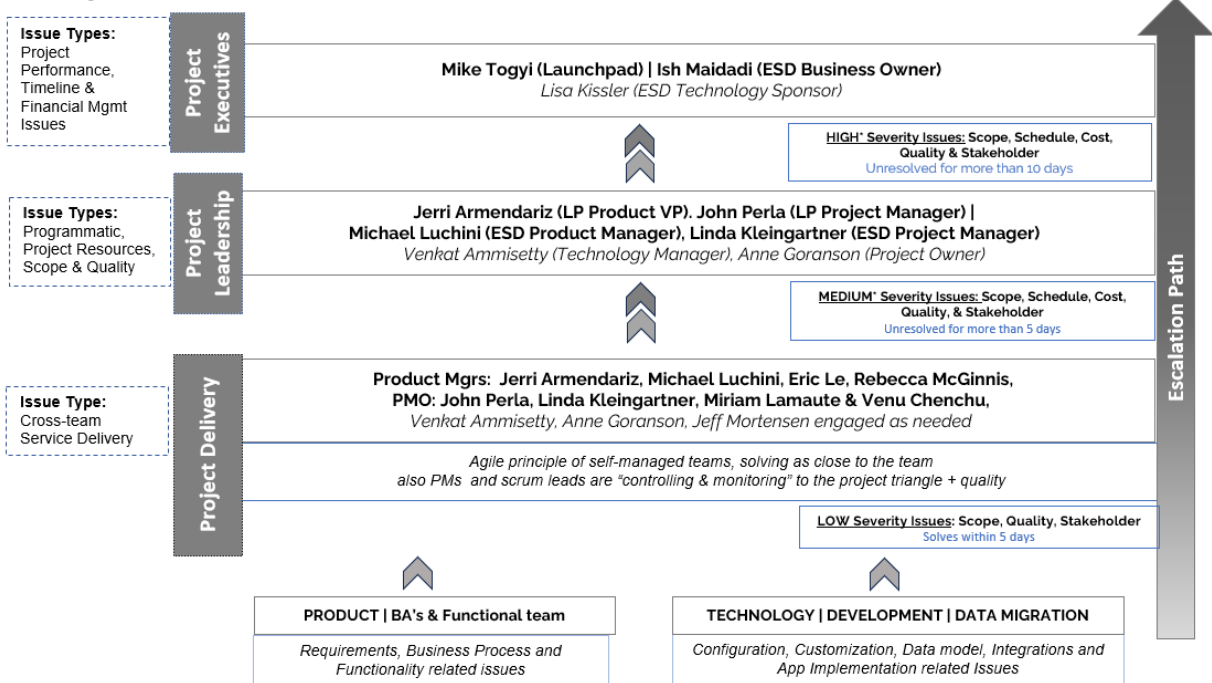 Issue Types:
Project
Performance,
Timeline &
Financial Mgmt
Issues
Project
Executives
Mike Togyi (Launchpad) | Ish Maidadi (ESD Business Owner)
Lisa Kissler (ESD Technology Sponsor)
HIGH* Severity Issues: Scope, Schedule, Cost,
Quality & Stakeholder
Unresolved for more than 10 days
Issue Types:
Programmatic,
Project Resources,
Scope & Quality
Project
Leadership
Jerri Armendariz (LP Product VP). John Perla (LP Project Manager) |
Michael Luchini (ESD Product Manager), Linda Kleingartner (ESD Project Manager)
Venkat Ammisetty (Technology Manager), Anne Goranson (Project Owner)
MEDIUM* Severity Issues: Scope, Schedule, Cost,
Quality, & Stakeholder
Unresolved for more than 5 days
Issue Type:
Cross-team
Service Delivery
Project Delivery
Product Mgrs: Jerri Armendariz, Michael Luchini, Eric Le, Rebecca McGinnis,
PMO: John Perla, Linda Kleingartner, Miriam Lamaute & Venu Chenchu,
Venkat Ammisetty, Anne Goranson, Jeff Mortensen engaged as needed
Agile principle of self-managed teams, solving as close to the team
also PMs and scrum leads are “controlling & monitoring” to the project triangle + quality
LOW Severity Issues: Scope, Quality, Stakeholder
Solves within 5 days
PRODUCT | BA’s & Functional team
Requirements, Business Process and
Functionality related issues
TECHNOLOGY | DEVELOPMENT | DATA MIGRATION
Configuration, Customization, Data model, Integrations and
App Implementation related Issues
Escalation Path